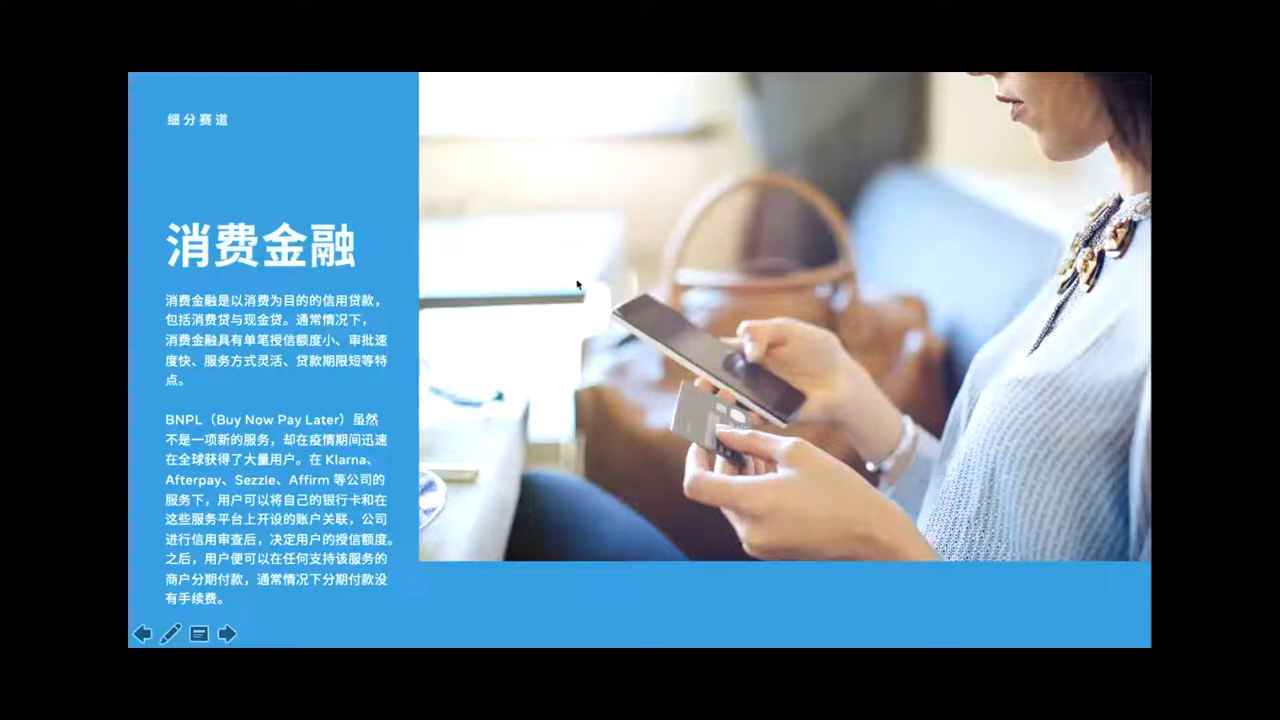 细分赛道
消费金融
消费金融是以消费为目的的信用贷款，
包括消费贷与现金贷。通常情况下，
消费金融具有单笔授信额度小、审批速
度快、服务方式灵活、贷款期限短等特
点。
BNPL（Buy Now Pay Later）虽然
不是一项新的服务，却在疫情期间迅速
在全球获得了大量用户。在 Klarna、
Afterpay、Sezzle、Affirm 等公司的
服务下，用户可以将自己的银行卡和在
这些服务平台上开设的账户关联，公司
进行信用审查后，决定用户的授信额度。
之后，用户便可以在任何支持该服务的
商户分期付款，通常情况下分期付款没
有手续费。